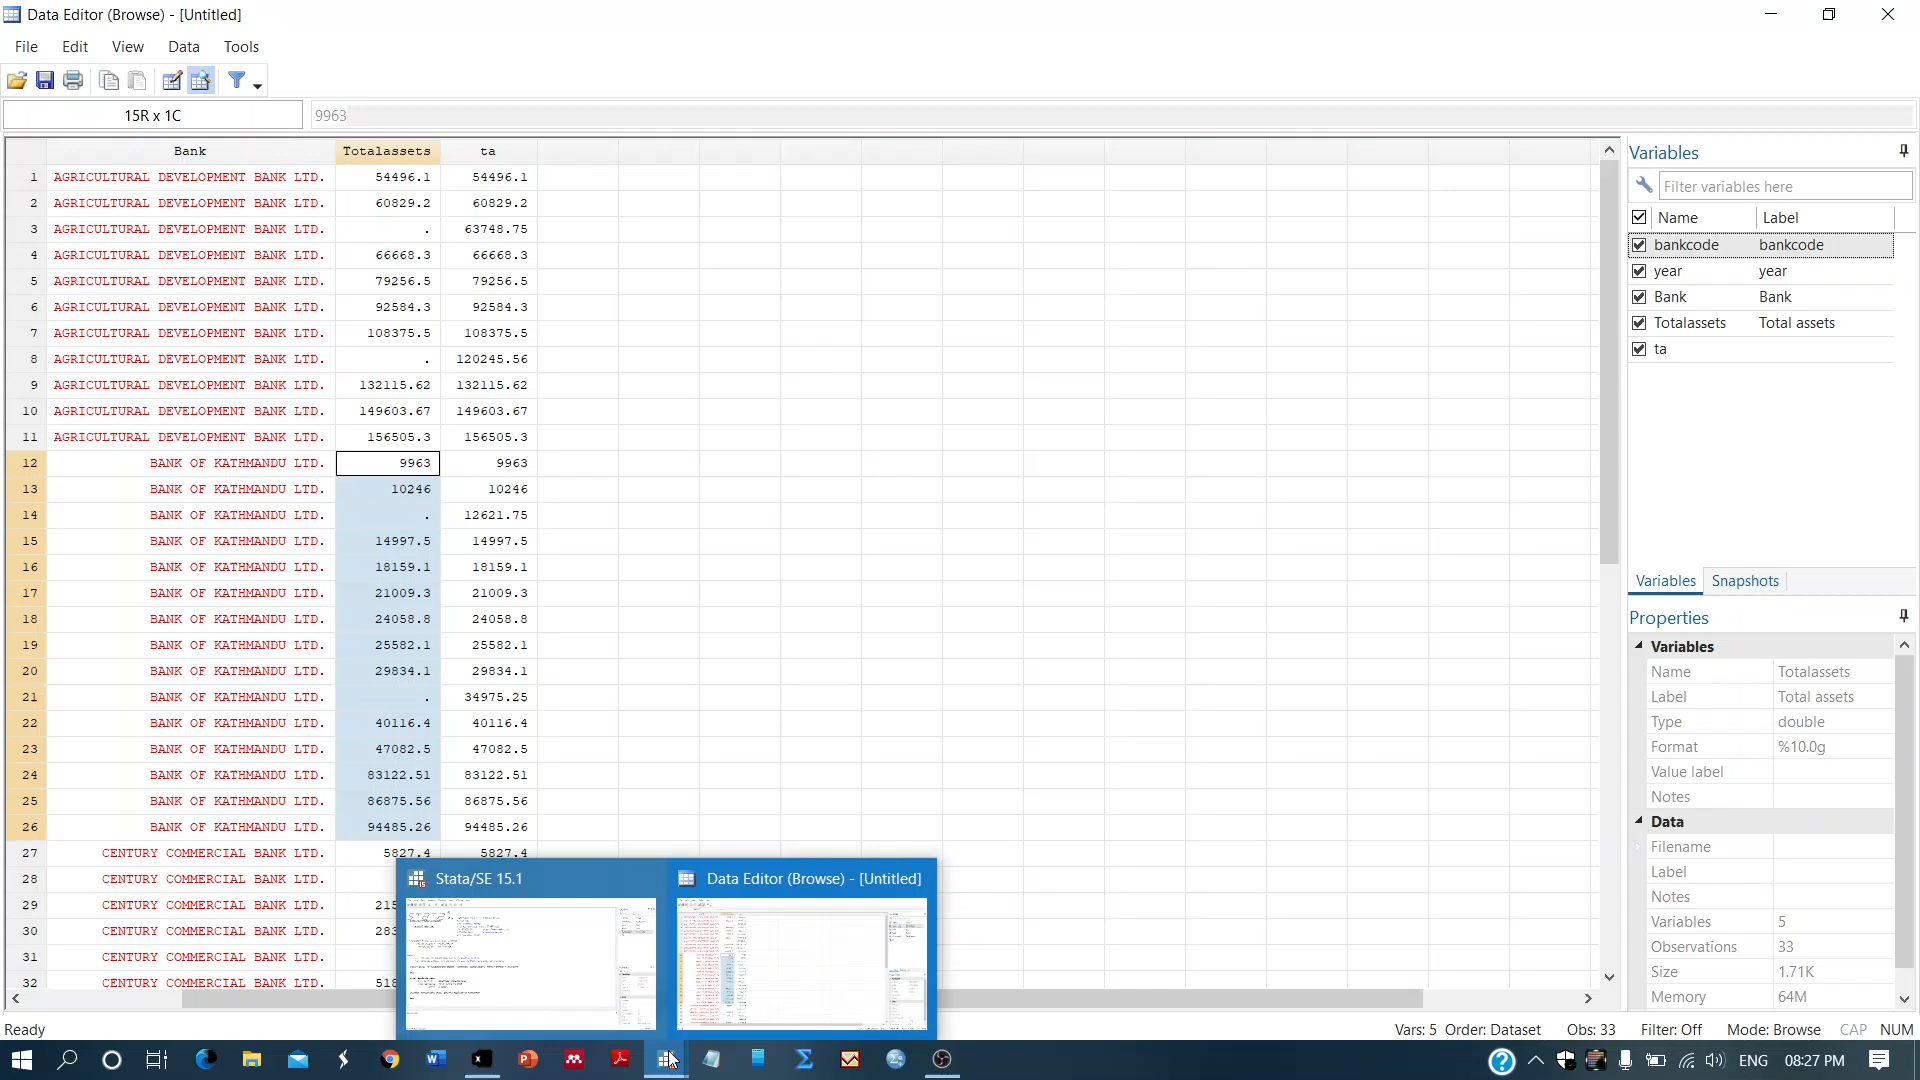 Data Editor (Browse) - [Untitled]
File Edit View Data Tools
15R x 1C 9963
Bank Totalassets ta
1 AGRICULTURAL DEVELOPMENT BANK LTD. 54496.1 54496.1
2 AGRICULTURAL DEVELOPMENT BANK LTD. 60829.2 60829.2
3 AGRICULTURAL DEVELOPMENT BANK LTD. . 63748.75
4 AGRICULTURAL DEVELOPMENT BANK LTD. 66668.3 66668.3
5 AGRICULTURAL DEVELOPMENT BANK LTD. 79256.5 79256.5
6 AGRICULTURAL DEVELOPMENT BANK LTD. 92584.3 92584.3
7 AGRICULTURAL DEVELOPMENT BANK LTD. 108375.5 108375.5
8 AGRICULTURAL DEVELOPMENT BANK LTD. . 120245.56
9 AGRICULTURAL DEVELOPMENT BANK LTD. 132115.62 132115.62
10 AGRICULTURAL DEVELOPMENT BANK LTD. 149603.67 149603.67
11 AGRICULTURAL DEVELOPMENT BANK LTD. 156505.3 156505.3
12 BANK OF KATHMANDU LTD. 9963 9963
13 BANK OF KATHMANDU LTD. 10246 10246
14 BANK OF KATHMANDU LTD. . 12621.75
15 BANK OF KATHMANDU LTD. 14997.5 14997.5
16 BANK OF KATHMANDU LTD. 18159.1 18159.1
17 BANK OF KATHMANDU LTD. 21009.3 21009.3
18 BANK OF KATHMANDU LTD. 24058.8 24058.8
19 BANK OF KATHMANDU LTD. 25582.1 25582.1
20 BANK OF KATHMANDU LTD. 29834.1 29834.1
21 BANK OF KATHMANDU LTD. . 34975.25
22 BANK OF KATHMANDU LTD. 40116.4 40116.4
23 BANK OF KATHMANDU LTD. 47082.5 47082.5
24 BANK OF KATHMANDU LTD. 83122.51 83122.51
25 BANK OF KATHMANDU LTD. 86875.56 86875.56
26 BANK OF KATHMANDU LTD. 94485.26 94485.26
27 CENTURY COMMERCIAL BANK LTD. 5827.4 5827.4
28 CENTURY COMMERCIAL BANK LTD.
29 CENTURY COMMERCIAL BANK LTD. 215
30 CENTURY COMMERCIAL BANK LTD. 283
31 CENTURY COMMERCIAL BANK LTD.
32 CENTURY COMMERCIAL BANK LTD. 518
Stata/SE 15.1
Data Editor (Browse) - [Untitled]
Variables
Filter variables here
Name Label
bankcode bankcode
year year
Bank Bank
Totalassets Total assets
ta
Variables Snapshots
Properties
Variables
Name Totalassets
Label Total assets
Type double
Format %10.0g
Value label
Notes
Data
Filename
Label
Notes
Variables 5
Observations 33
Size 1.71K
Memory 64M
Ready Vars: 5 Order: Dataset Obs: 33 Filter: Off Mode: Browse CAP NUM
ENG 08:27 PM